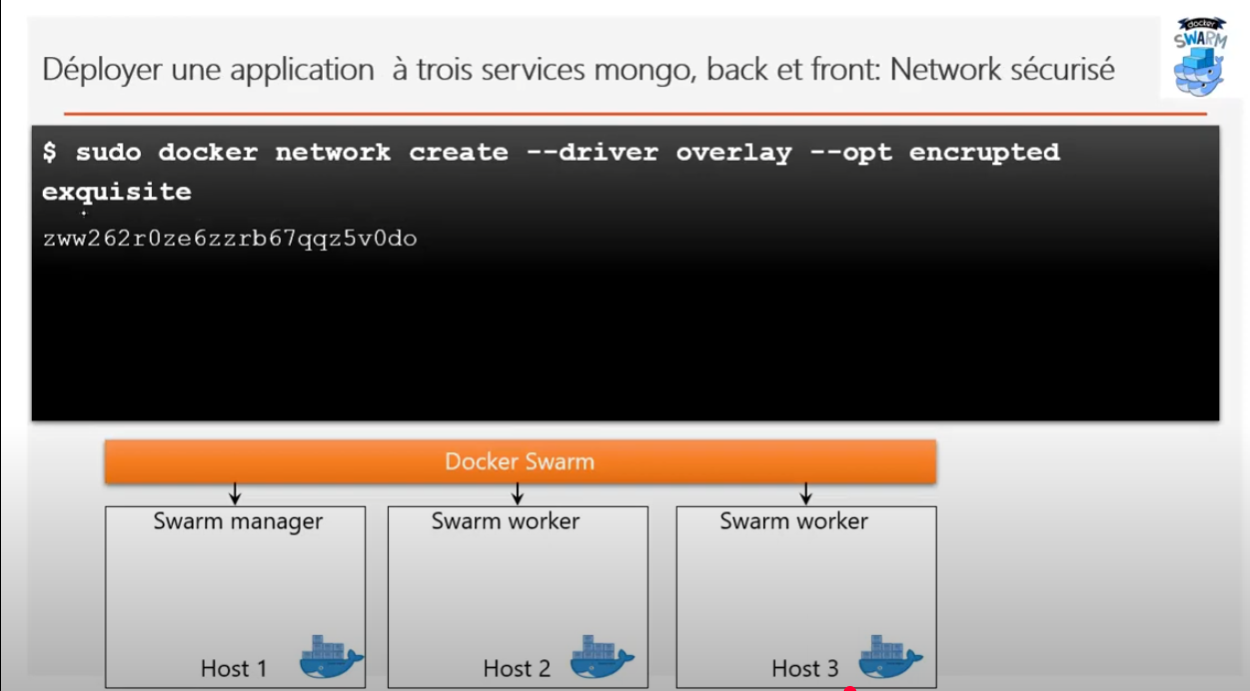 docker
SWARM
Déployer une application à trois services mongo, back et front: Network sécurisé
$ sudo docker network create --driver overlay --opt encrupted
exquisite
zww262r0ze6zzrb67qqz5v0do
Docker Swarm
Swarm manager
Swarm worker
Swarm worker
Host 1
Host 2
Host 3